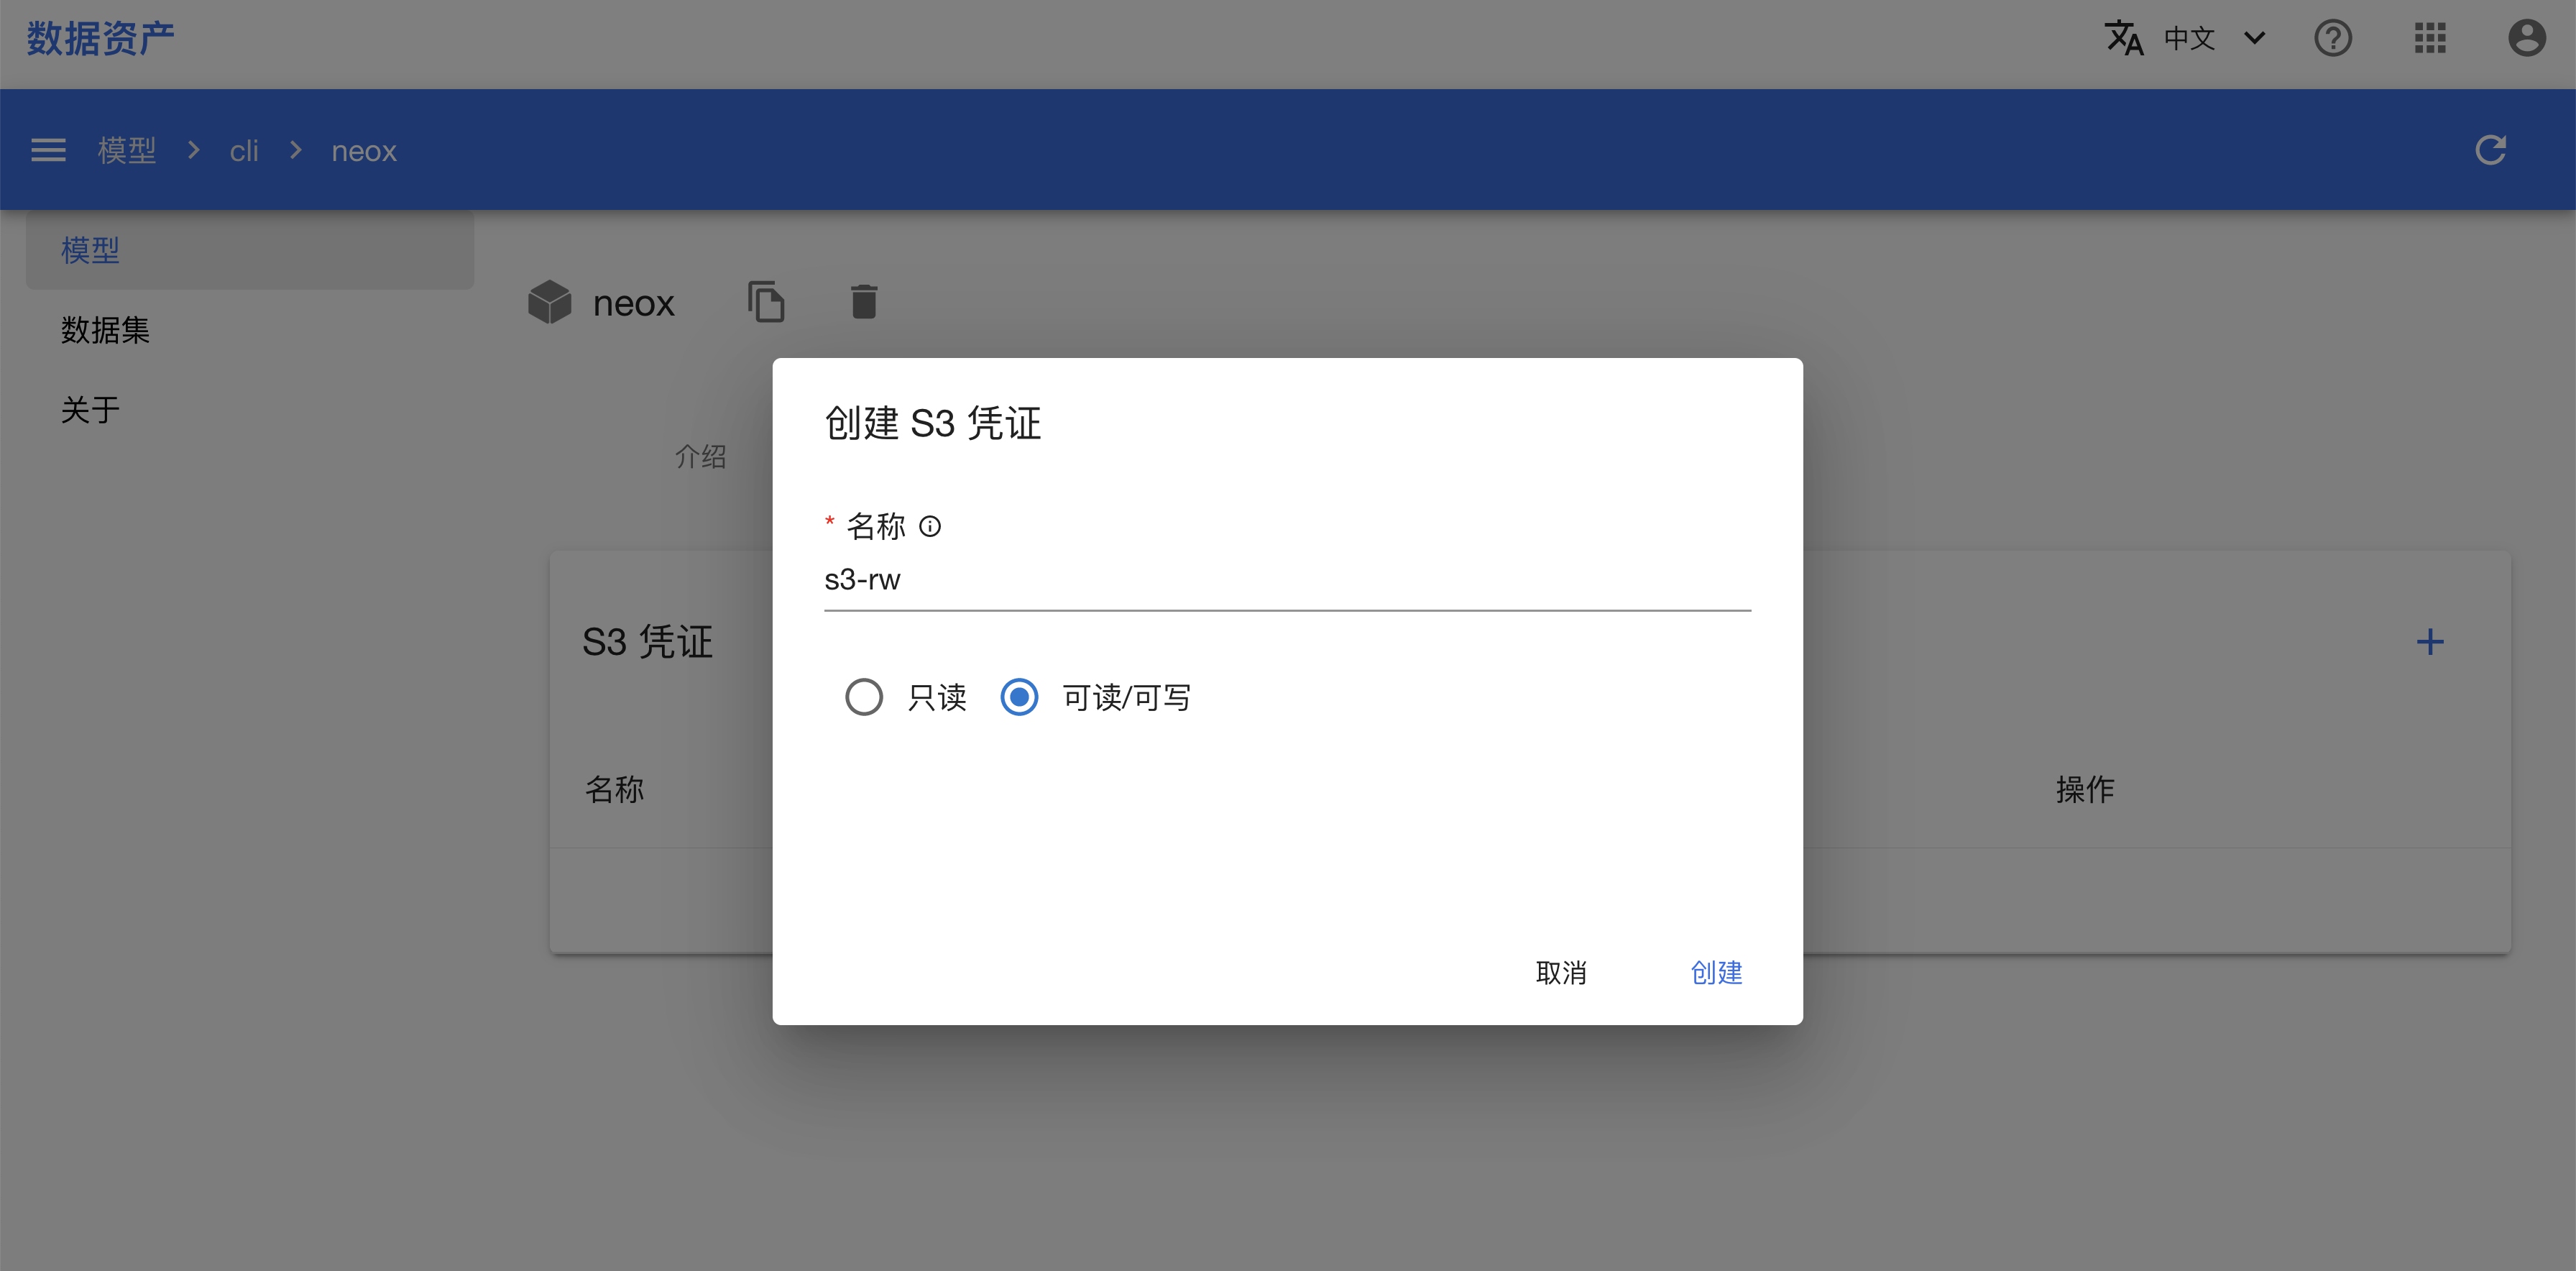 数据资产
中文
模型 > cli > neox
模型
数据集
关于
neox
介绍
创建 S3 凭证
* 名称
s3-rw
只读 可读/可写
取消 创建
S3 凭证
名称 操作